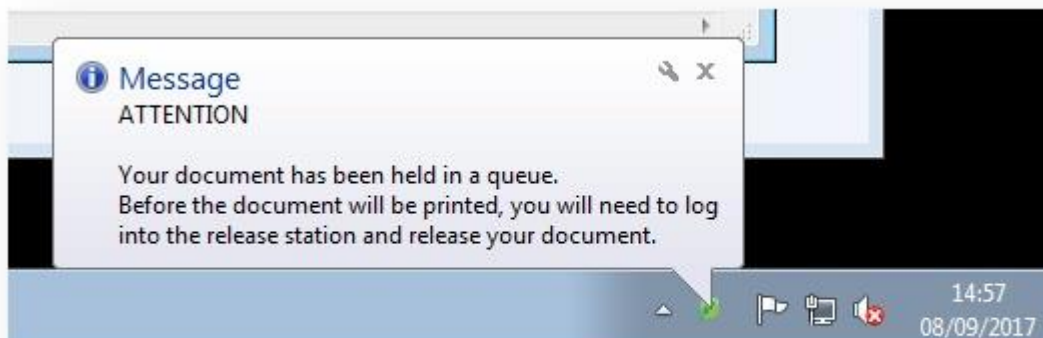 Message
ATTENTION
Your document has been held in a queue.
Before the document will be printed, you will need to log
into the release station and release your document.
14:57
08/09/2017